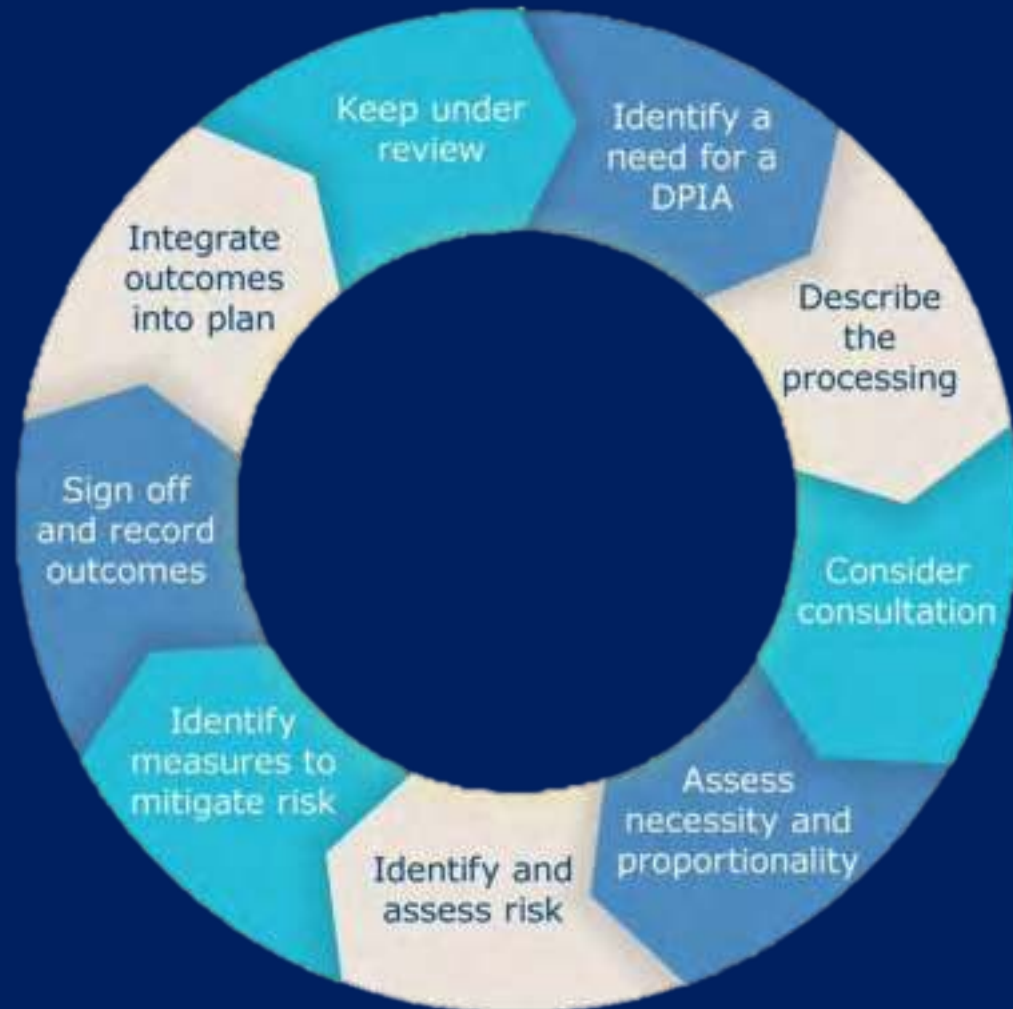 Keep under
review
Identify a
need for a
DPIA
Describe
the
processing
Consider
consultation
Assess
necessity and
proportionality
Identify and
assess risk
Identify
measures to
mitigate risk
Sign off
and record
outcomes
Integrate
outcomes
into plan